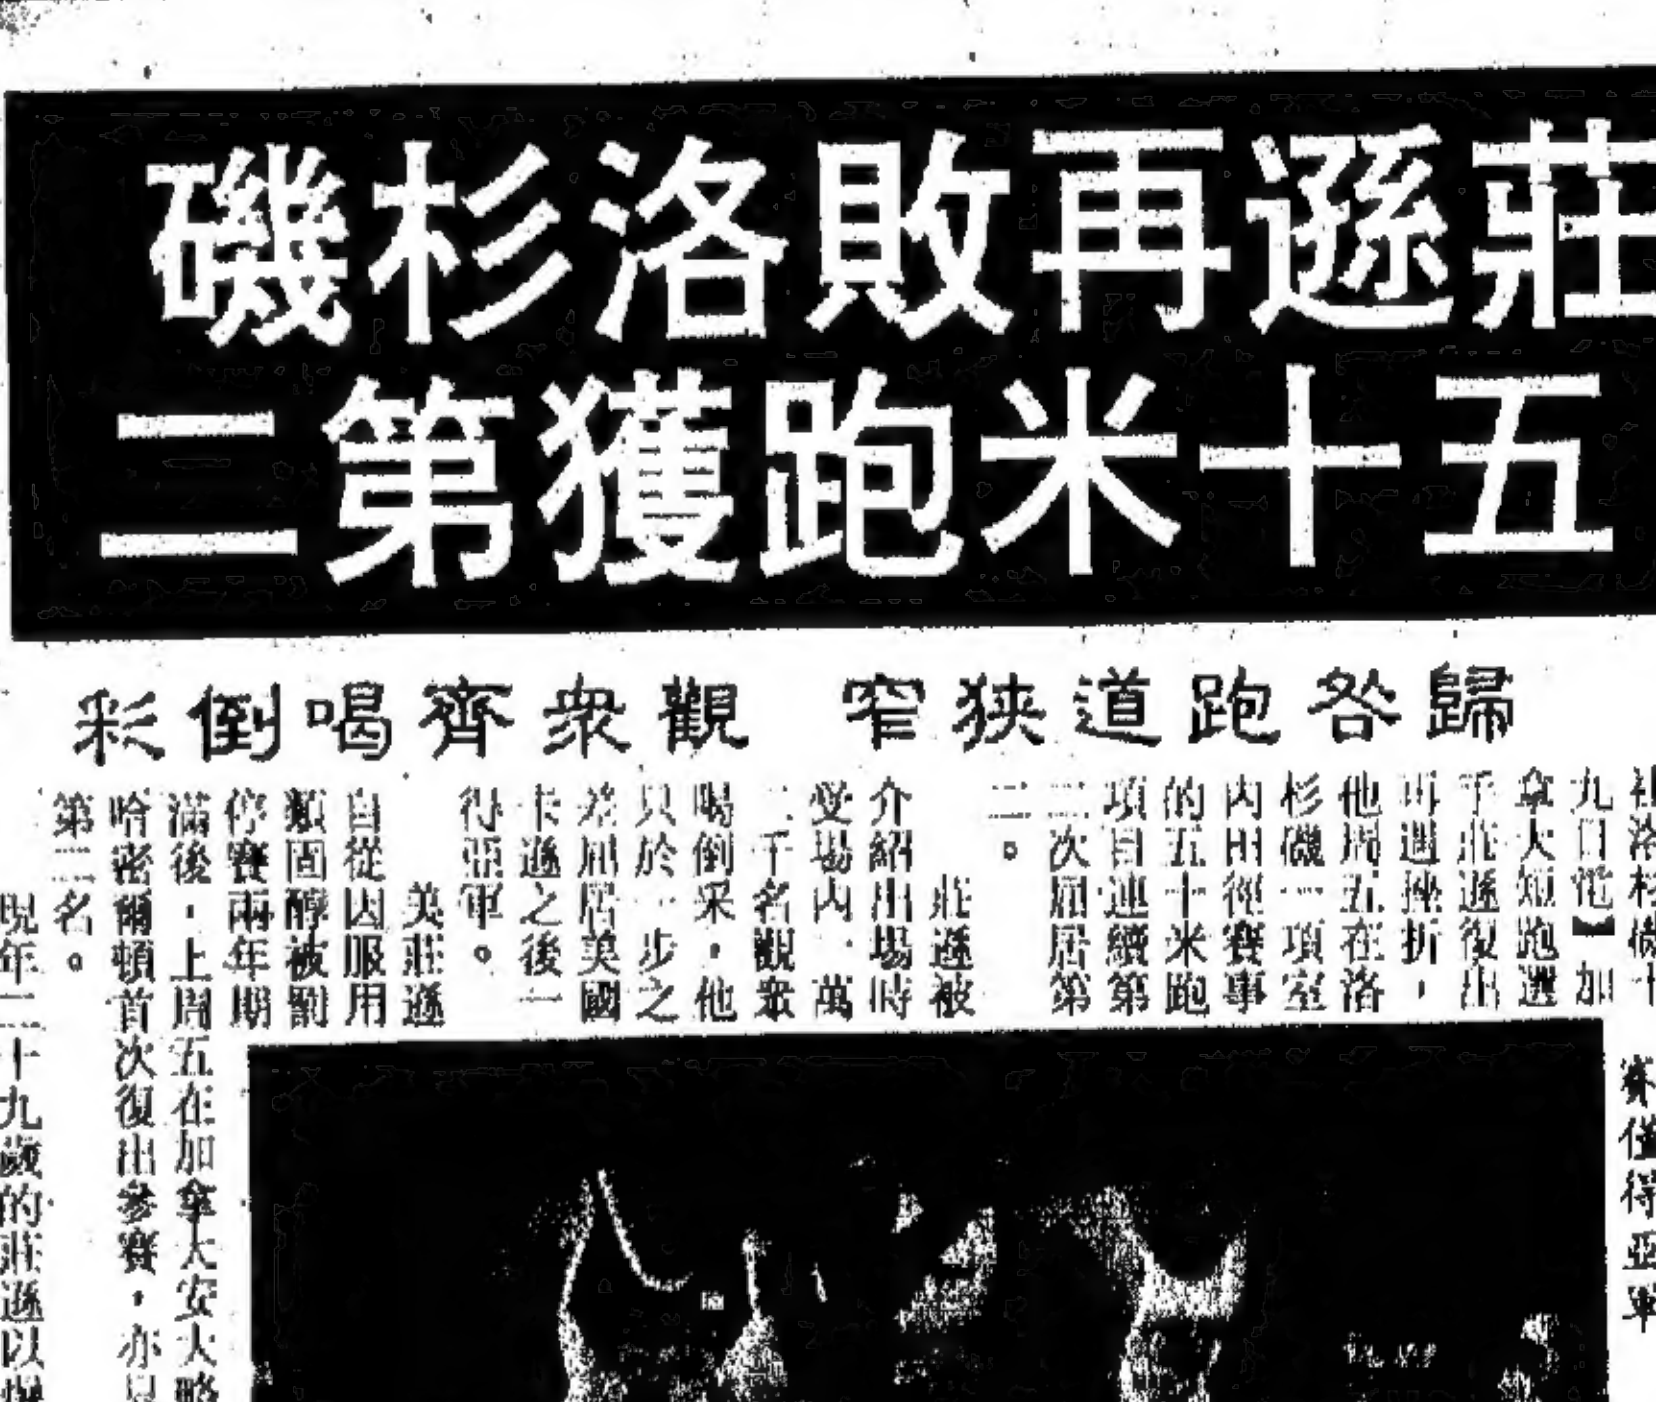 莊遜再敗洛杉磯
五十米跑獲第二
歸咎跑道狹窄 觀衆齊喝倒彩
社洛杉磯十
九日電】加
拿大短跑選
手莊遜復出
再遇挫折，
他周五在洛
杉磯一項室
內田徑賽事
的五十米跑
項目連續第
二次屈居第
二。
莊遜被
介紹出場時
受場內一萬
二千名觀衆
喝倒采，他
只於一步之
差屈居美國
卡遜之後一
得亞軍。
美莊遜
自從因服用
類固醇被罰
停賽兩年期
滿後，上周五在加拿大安大略
哈密爾頓首次復出參賽，亦
第二名。
現年二十九歲的莊遜以
賽僅得亞軍